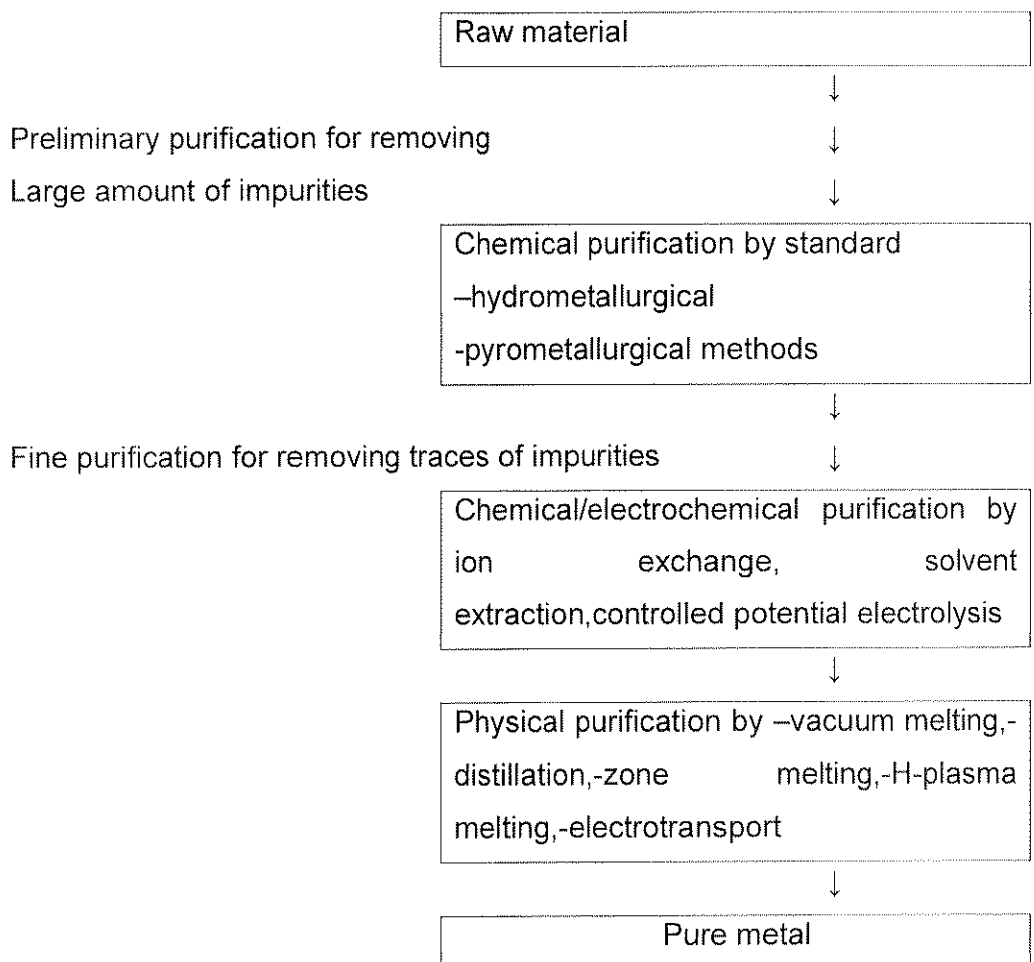 Raw material
↓
Preliminary purification for removing ↓
Large amount of impurities ↓
Chemical purification by standard
–hydrometallurgical
-pyrometallurgical methods
↓
Fine purification for removing traces of impurities ↓
Chemical/electrochemical purification by
ion exchange, solvent
extraction,controlled potential electrolysis
↓
Physical purification by –vacuum melting,-
distillation,-zone melting,-H-plasma
melting,-electrotransport
↓
Pure metal